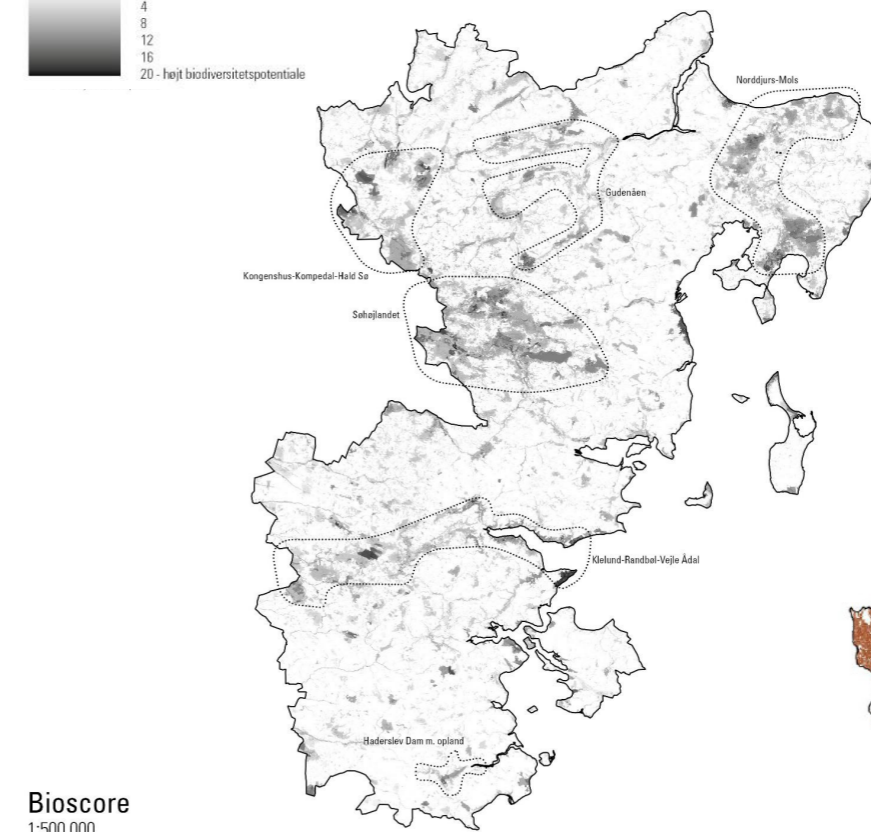 4
8
12
16
20 - højt biodiversitetspotentiale
Norddjurs-Mols
Gudenåen
Kongenshus-Kompedal-Hald Sø
Søhøjlandet
Klelund-Randbøl-Vejle Ådal
Haderslev Dam m. opland
Bioscore
1:500.000